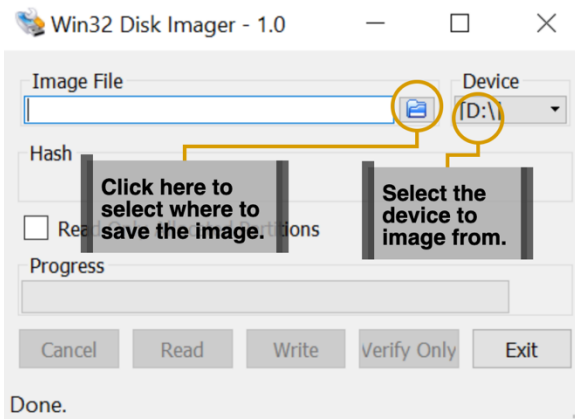 Win32 Disk Imager - 1.0
Image File
Device
[D:\]
Hash
Click here to
select where to
save the image.
Select the
device to
image from.
Progress
Cancel
Read
Write
Verify Only
Exit
Done.